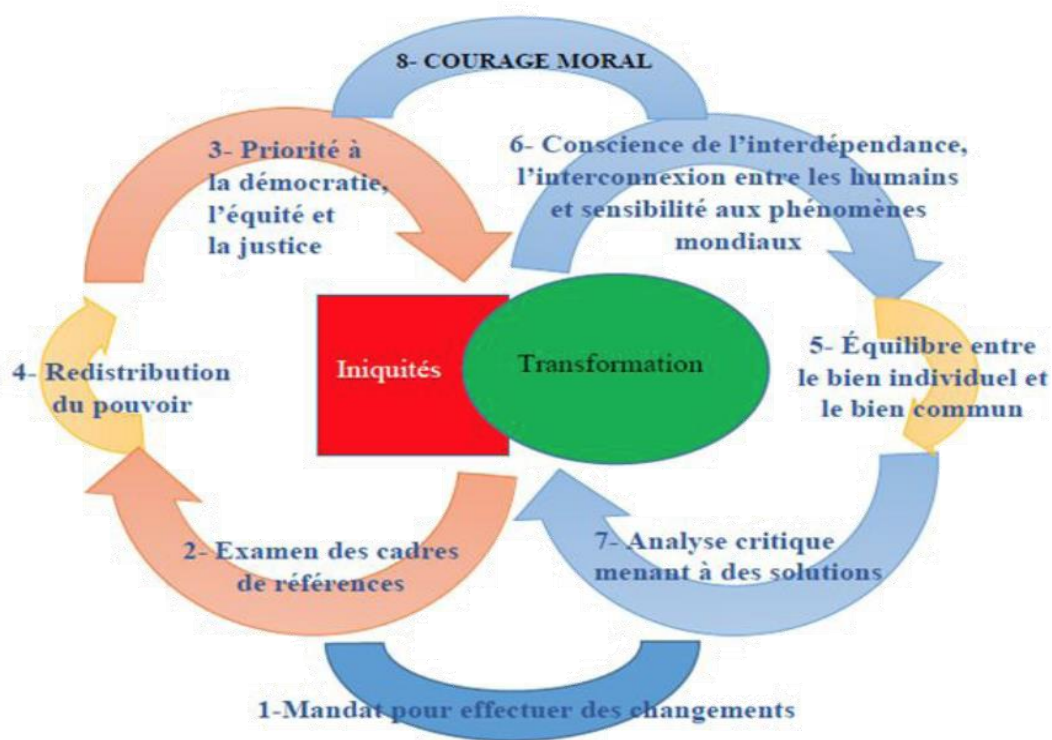 8- COURAGE MORAL
3- Priorité à
la démocratie,
l'équité et
la justice
6- Conscience de l'interdépendance,
l'interconnexion entre les humains
et sensibilité aux phénomènes
mondiaux
4- Redistribution
du pouvoir
Iniquités
Transformation
5- Équilibre entre
le bien individuel et
le bien commun
2- Examen des cadres
de références
7- Analyse critique
menant à des solutions
1-Mandat pour effectuer des changements